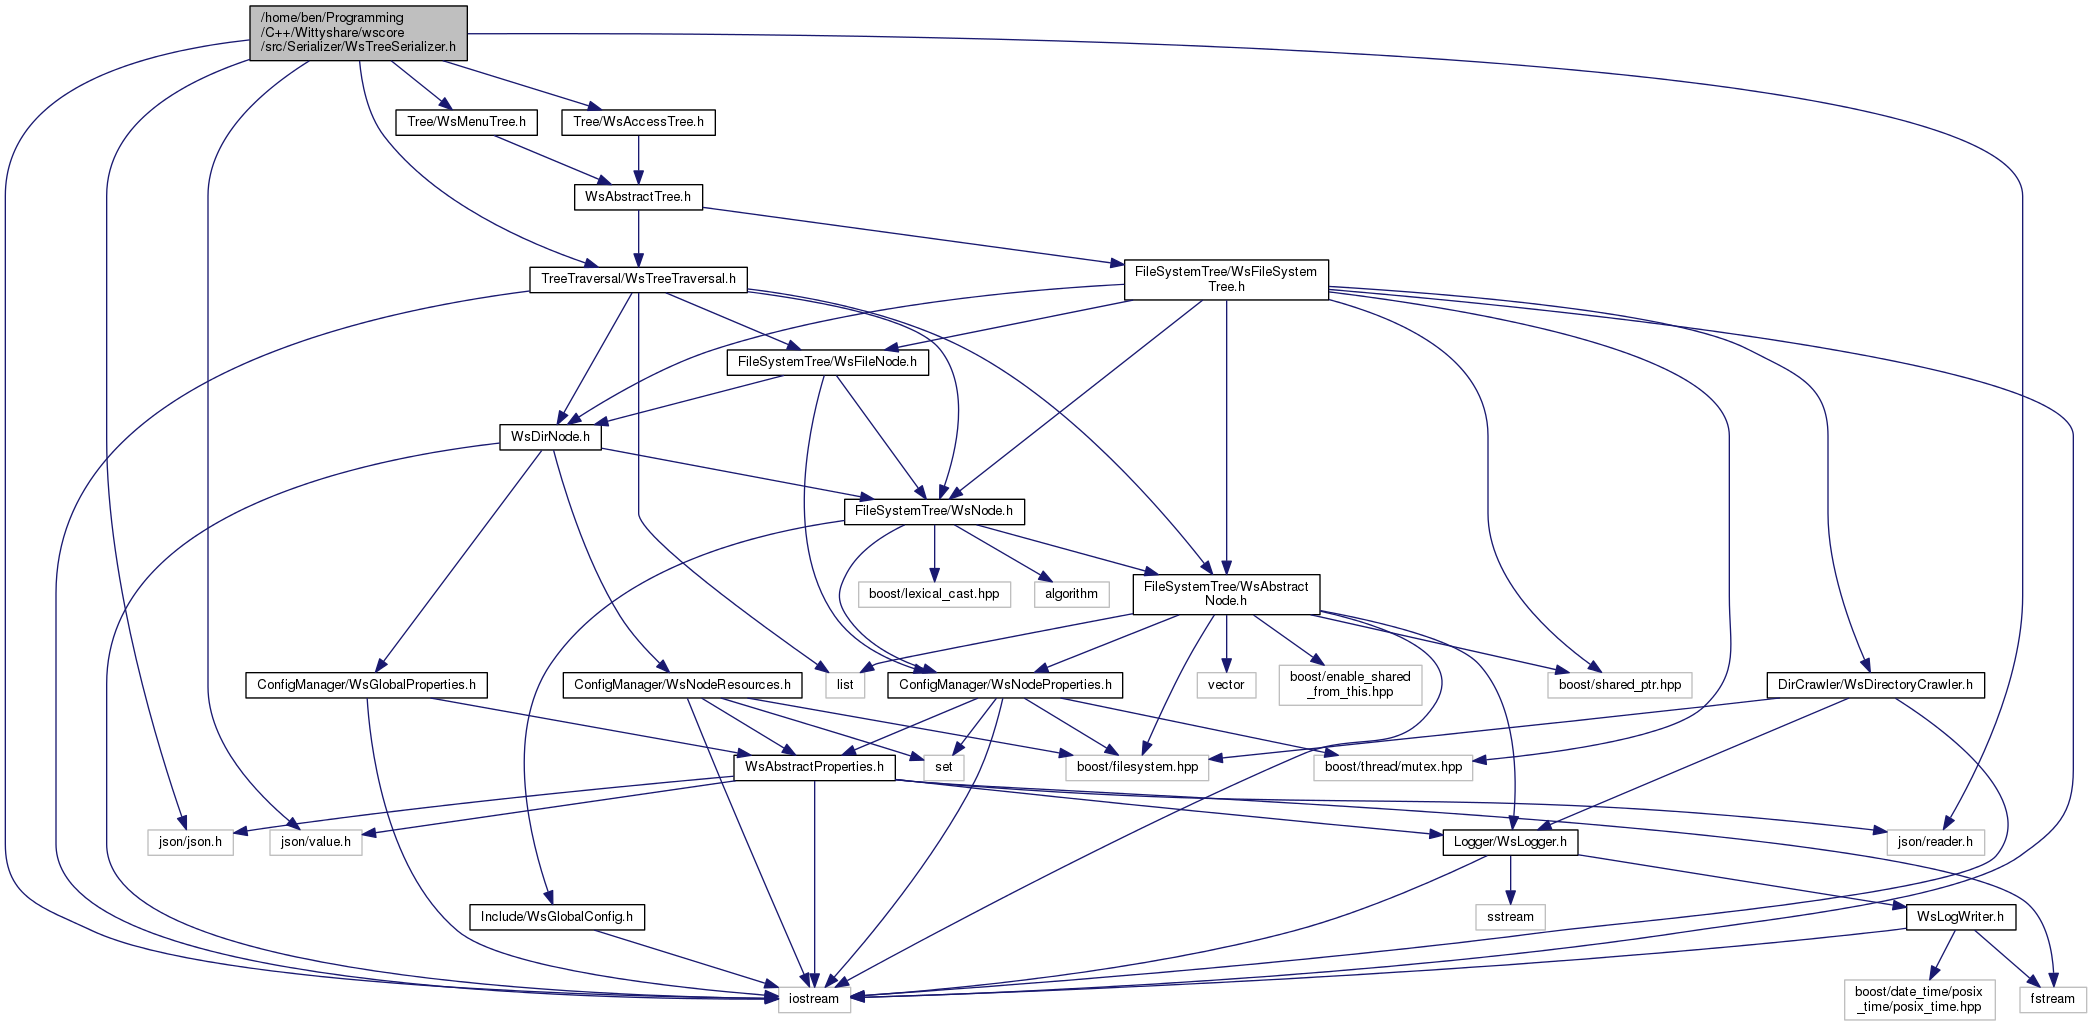 /home/ben/Programming
/C++/Wittyshare/wscore
/src/Serializer/WsTreeSerializer.h
Tree/WsMenuTree.h
Tree/WsAccessTree.h
WsAbstractTree.h
TreeTraversal/WsTreeTraversal.h
FileSystemTree/WsFileSystem
Tree.h
FileSystemTree/WsFileNode.h
WsDirNode.h
FileSystemTree/WsNode.h
boost/lexical_cast.hpp
algorithm
FileSystemTree/WsAbstract
Node.h
ConfigManager/WsGlobalProperties.h
ConfigManager/WsNodeResources.h
list
ConfigManager/WsNodeProperties.h
vector
boost/enable_shared
_from_this.hpp
boost/shared_ptr.hpp
DirCrawler/WsDirectoryCrawler.h
WsAbstractProperties.h
set
boost/filesystem.hpp
boost/thread/mutex.hpp
json/json.h
json/value.h
Logger/WsLogger.h
json/reader.h
Include/WsGlobalConfig.h
sstream
WsLogWriter.h
iostream
boost/date_time/posix
_time/posix_time.hpp
fstream